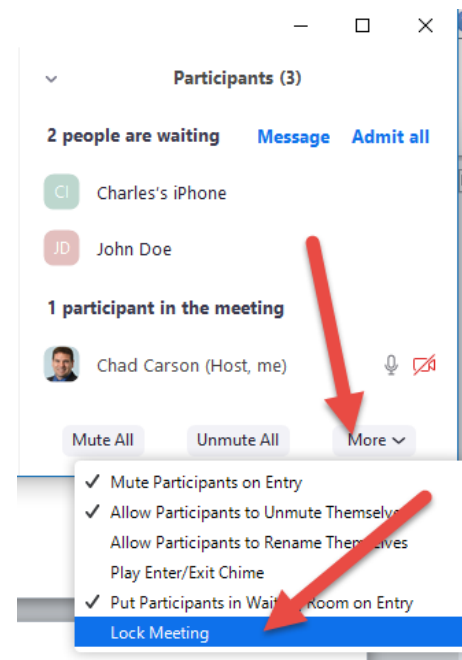 Participants (3)
2 people are waiting Message Admit all
CI Charles's iPhone
JD John Doe
1 participant in the meeting
Chad Carson (Host, me)
Mute All Unmute All More
Mute Participants on Entry
Allow Participants to Unmute Themselves
Allow Participants to Rename Themselves
Play Enter/Exit Chime
Put Participants in Waiting Room on Entry
Lock Meeting